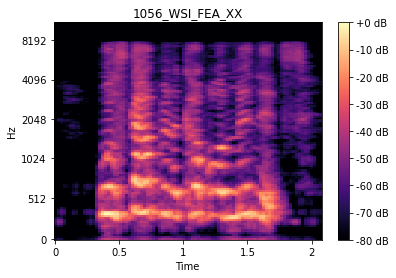 1056_WSI_FEA_XX
+0 dB
8192
-10 dB
4096
-20 dB
-30 dB
2048
Hz
-40 dB
1024
-50 dB
512
-60 dB
-70 dB
0
-80 dB
0
0.5
1
1.5
2
Time